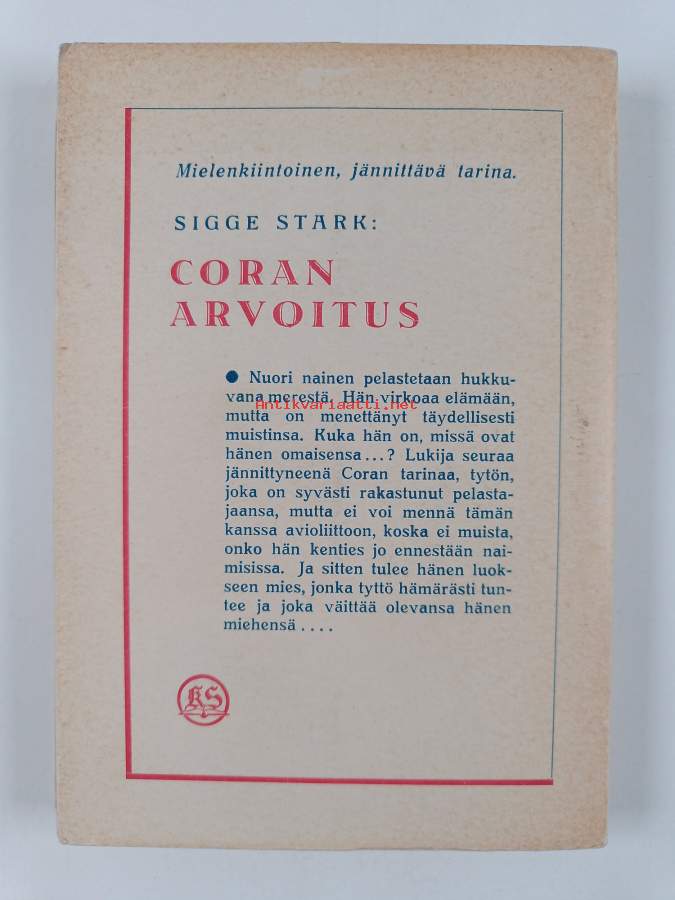 Mielenkiintoinen, jännittävä tarina.
SIGGE STARK:
CORAN
ARVOITUS
● Nuori nainen pelastetaan hukku-
vana merestä. Hän virkoaa elämään,
Antikvariaatti.net
mutta on menettänyt täydellisesti
muistinsa. Kuka hän on, missä ovat
hänen omaisensa...? Lukija seuraa
jännittyneenä Coran tarinaa, tytön,
joka on syvästi rakastunut pelasta-
jaansa, mutta ei voi mennä tämän
kanssa avioliittoon, koska ei muista,
onko hän kenties jo ennestään nai-
misissa. Ja sitten tulee hänen luok-
seen mies, jonka tyttö hämärästi tun-
tee ja joka väittää olevansa hänen
miehensä....
KS